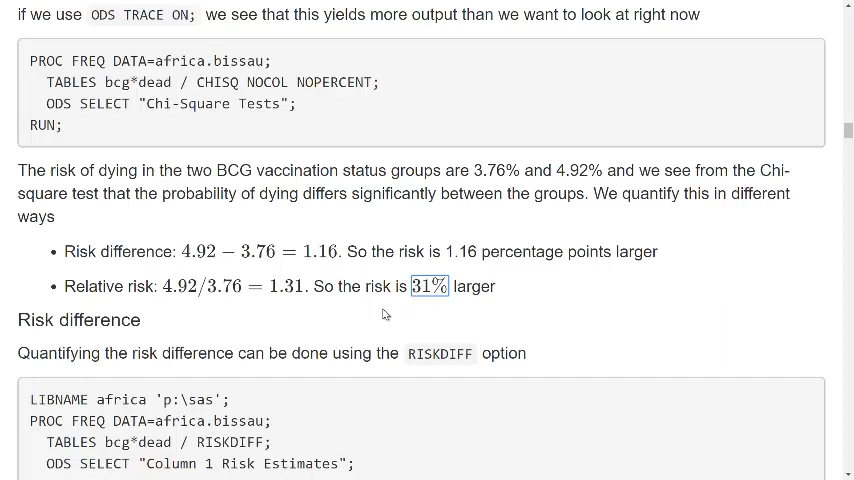 if we use ODS TRACE ON; we see that this yields more output than we want to look at right now
PROC FREQ DATA=africa.bissau;
TABLES bcg*dead / CHISQ NOCOL NOPERCENT;
ODS SELECT "Chi-Square Tests";
RUN;
The risk of dying in the two BCG vaccination status groups are 3.76% and 4.92% and we see from the Chi-
square test that the probability of dying differs significantly between the groups. We quantify this in different
ways
• Risk difference: 4.92 − 3.76 = 1.16. So the risk is 1.16 percentage points larger
• Relative risk: 4.92/3.76 = 1.31. So the risk is 31% larger
Risk difference
Quantifying the risk difference can be done using the RISKDIFF option
LIBNAME africa 'p:\sas';
PROC FREQ DATA=africa.bissau;
TABLES bcg*dead / RISKDIFF;
ODS SELECT "Column 1 Risk Estimates";